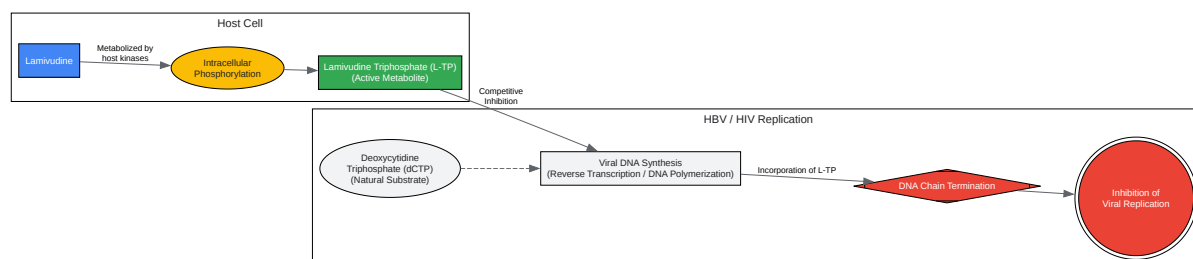 Host Cell
Lamivudine
Metabolized by
host kinases
Intracellular
Phosphorylation
Lamivudine Triphosphate (L-TP)
(Active Metabolite)
Competitive
Inhibition
HBV / HIV Replication
Deoxycytidine
Triphosphate (dCTP)
(Natural Substrate)
Viral DNA Synthesis
(Reverse Transcription / DNA Polymerization)
Incorporation of L-TP
DNA Chain Termination
Inhibition of
Viral Replication